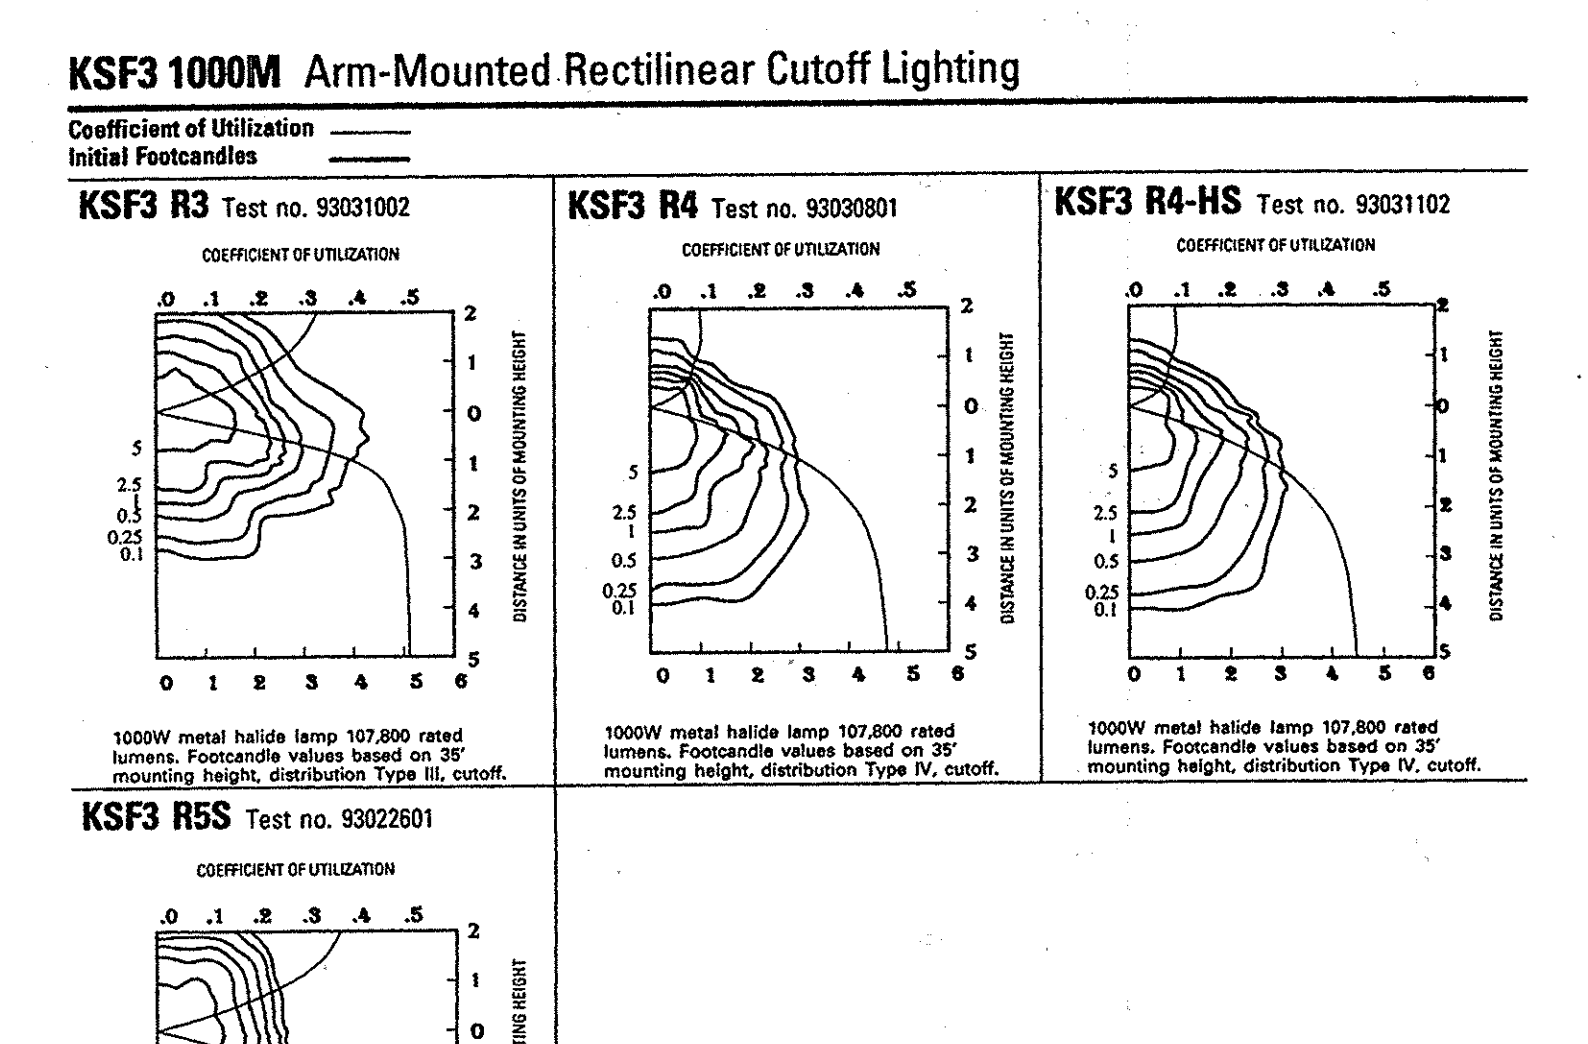 KSF3 1000M Arm-Mounted Rectilinear Cutoff Lighting
Coefficient of Utilization
Initial Footcandles
KSF3 R3 Test no. 93031002
COEFFICIENT OF UTILIZATION
.0 .1 .2 .3 .4 .5
2
1
0
1
2
3
4
5
DISTANCE IN UNITS OF MOUNTING HEIGHT
5
2.5
1
0.5
0.25
0.1
0 1 2 3 4 5 6
1000W metal halide lamp 107,800 rated
lumens. Footcandle values based on 35'
mounting height, distribution Type III, cutoff.
KSF3 R4 Test no. 93030801
COEFFICIENT OF UTILIZATION
.0 .1 .2 .3 .4 .5
2
1
0
1
2
3
4
5
DISTANCE IN UNITS OF MOUNTING HEIGHT
5
2.5
1
0.5
0.25
0.1
0 1 2 3 4 5 6
1000W metal halide lamp 107,800 rated
lumens. Footcandle values based on 35'
mounting height, distribution Type IV, cutoff.
KSF3 R4-HS Test no. 93031102
COEFFICIENT OF UTILIZATION
.0 .1 .2 .3 .4 .5
2
1
0
1
2
3
4
5
DISTANCE IN UNITS OF MOUNTING HEIGHT
5
2.5
1
0.5
0.25
0.1
0 1 2 3 4 5 6
1000W metal halide lamp 107,800 rated
lumens. Footcandle values based on 35'
mounting height, distribution Type IV, cutoff.
KSF3 R5S Test no. 93022601
COEFFICIENT OF UTILIZATION
.0 .1 .2 .3 .4 .5
2
1
0
TING HEIGHT